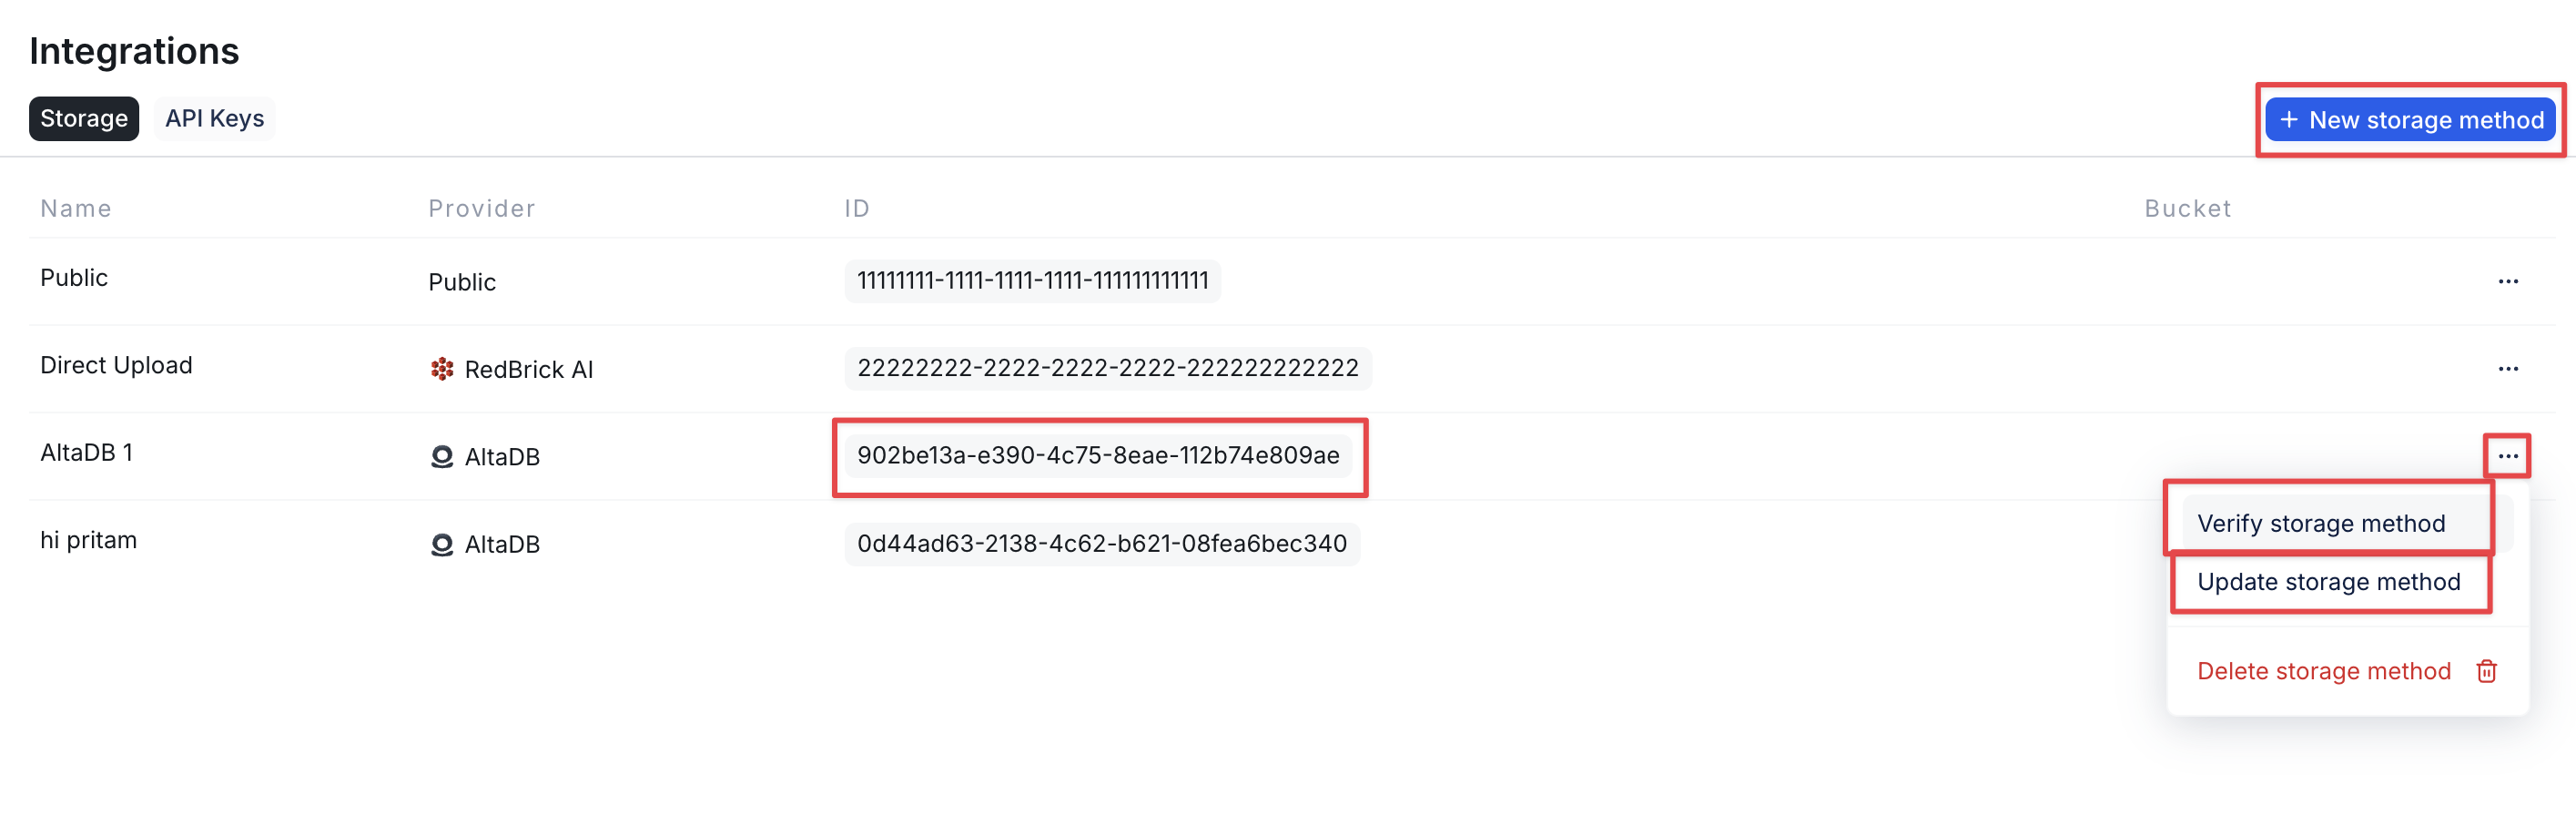 Integrations
Storage API Keys
+ New storage method
Name Provider ID Bucket
Public Public 11111111-1111-1111-1111-111111111111 ...
Direct Upload RedBrick AI 22222222-2222-2222-2222-222222222222 ...
AltaDB 1 AltaDB 902be13a-e390-4c75-8eae-112b74e809ae ...
hi pritam AltaDB 0d44ad63-2138-4c62-b621-08fea6bec340
Verify storage method
Update storage method
Delete storage method